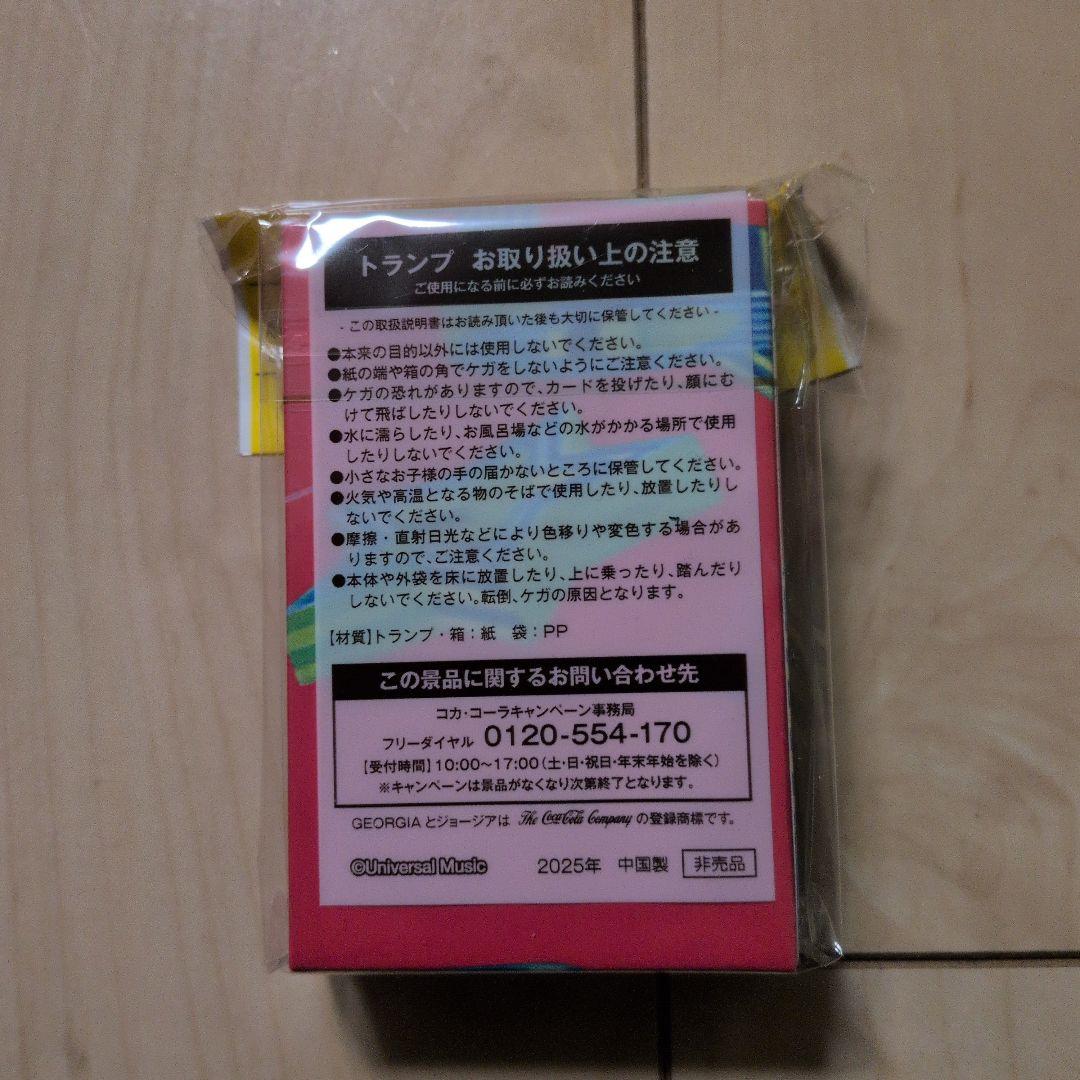 トランプ お取り扱い上の注意
ご使用になる前に必ずお読みください
- この取扱説明書はお読み頂いた後も大切に保管してください -
●本来の目的以外には使用しないでください。
●紙の端や箱の角でケガをしないようにご注意ください。
●ケガの恐れがありますので、カードを投げたり、顔にむ
けて飛ばしたりしないでください。
●水に濡らしたり、お風呂場などの水がかかる場所で使用
したりしないでください。
●小さなお子様の手の届かないところに保管してください。
●火気や高温となる物のそばで使用したり、放置したりし
ないでください。
●摩擦・直射日光などにより色移りや変色する場合があ
りますので、ご注意ください。
●本体や外袋を床に放置したり、上に乗ったり、踏んだり
しないでください。転倒、ケガの原因となります。
【材質】トランプ・箱：紙 袋：PP
この景品に関するお問い合わせ先
コカ・コーラキャンペーン事務局
フリーダイヤル 0120-554-170
【受付時間】10:00～17:00（土・日・祝日・年末年始を除く）
※キャンペーンは景品がなくなり次第終了となります。
GEORGIAとジョージアは The Coca-Cola Company の登録商標です。
©Universal Music 2025年 中国製 非売品